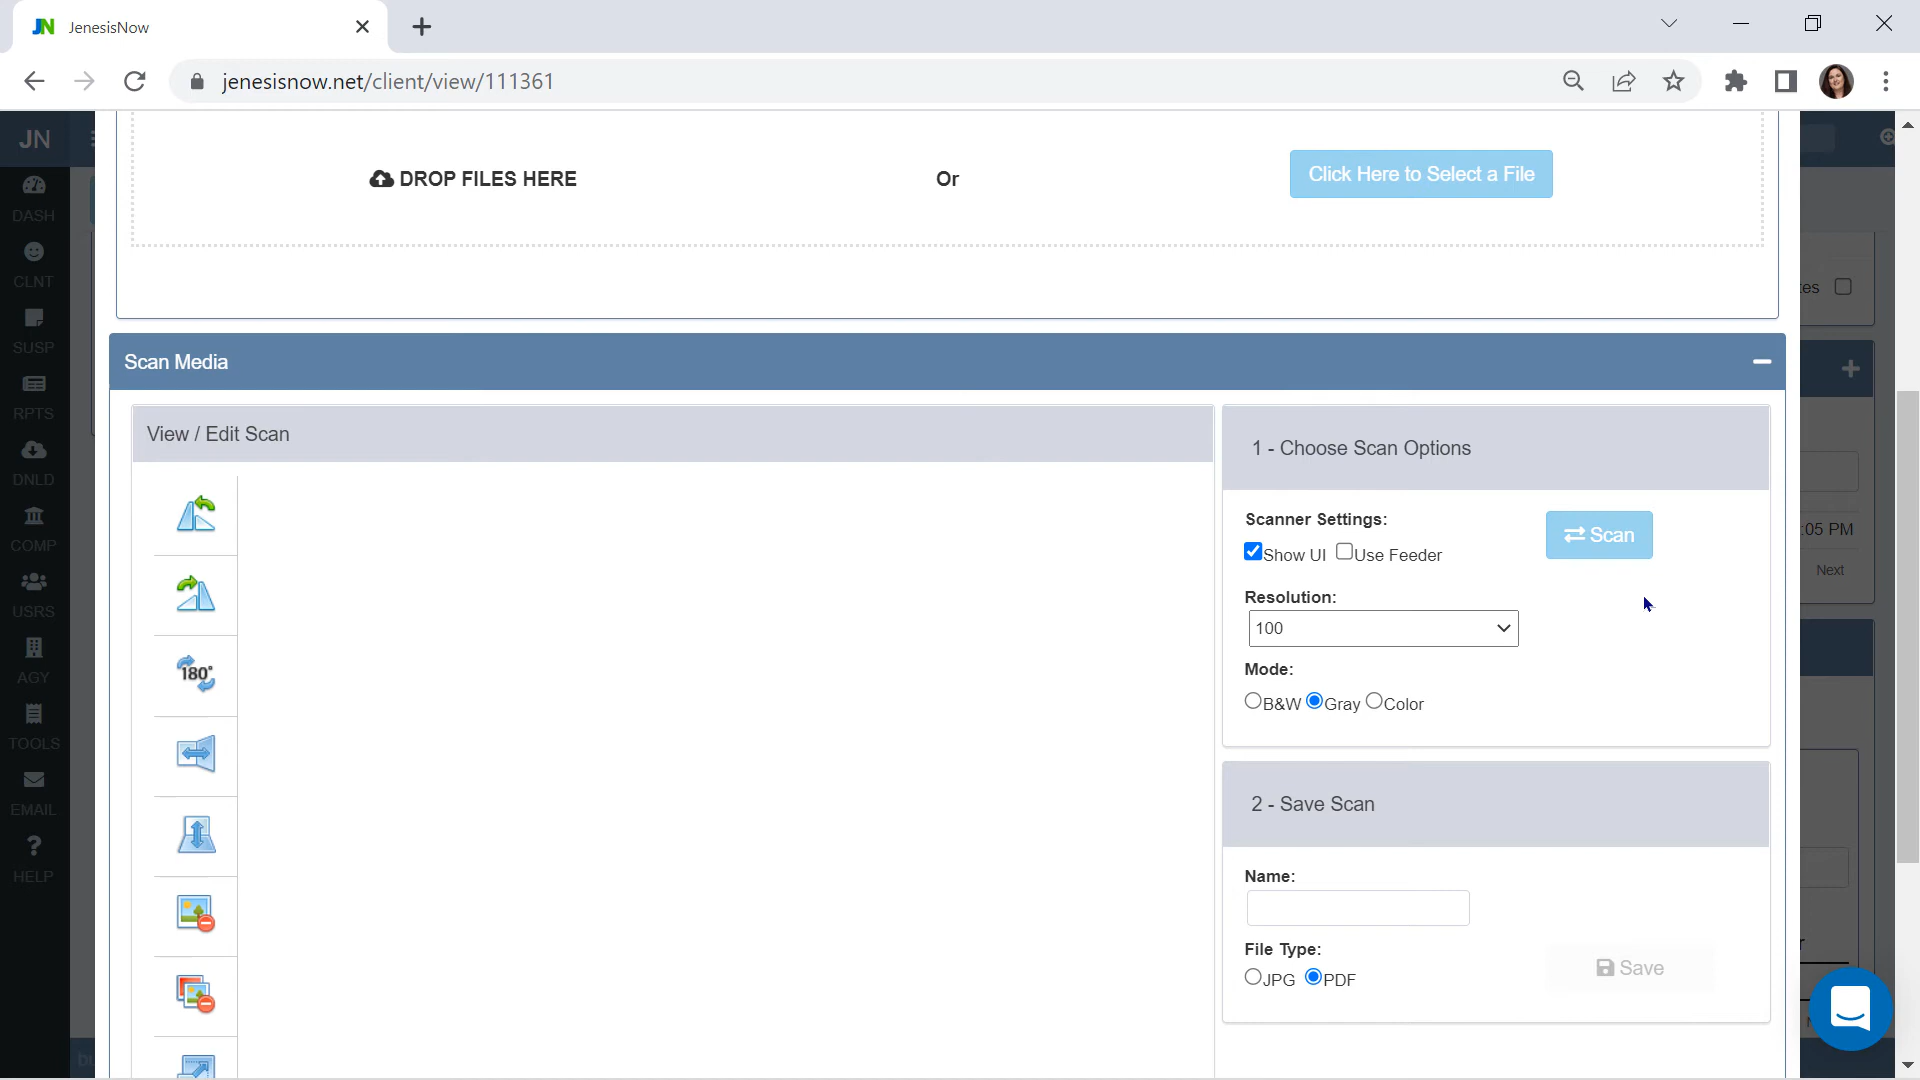 JN JenesisNow
jenesisnow.net/client/view/111361
JN
DASH
CLNT
SUSP
RPTS
DNLD
COMP
USRS
AGY
TOOLS
EMAIL
HELP
DROP FILES HERE
Or
Click Here to Select a File
Scan Media
View / Edit Scan
180°
1 - Choose Scan Options
Scanner Settings:
Show UI Use Feeder
Scan
Resolution:
100
Mode:
B&W Gray Color
2 - Save Scan
Name:
File Type:
JPG PDF
Save
:05 PM
Next